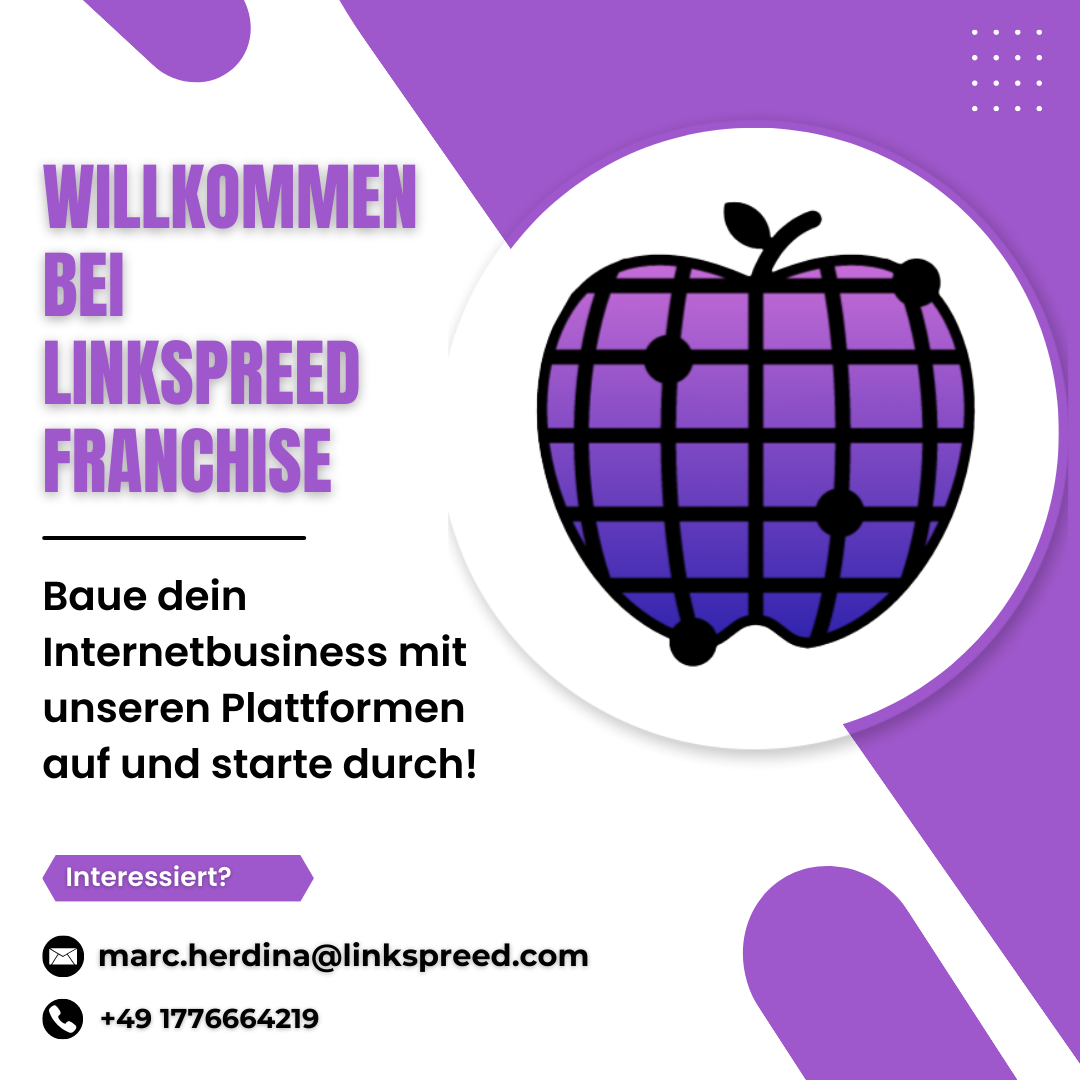 WILLKOMMEN
BEI
LINKSPREED
FRANCHISE
Baue dein
Internetbusiness mit
unseren Plattformen
auf und starte durch!
Interessiert?
marc.herdina@linkspreed.com
+49 1776664219